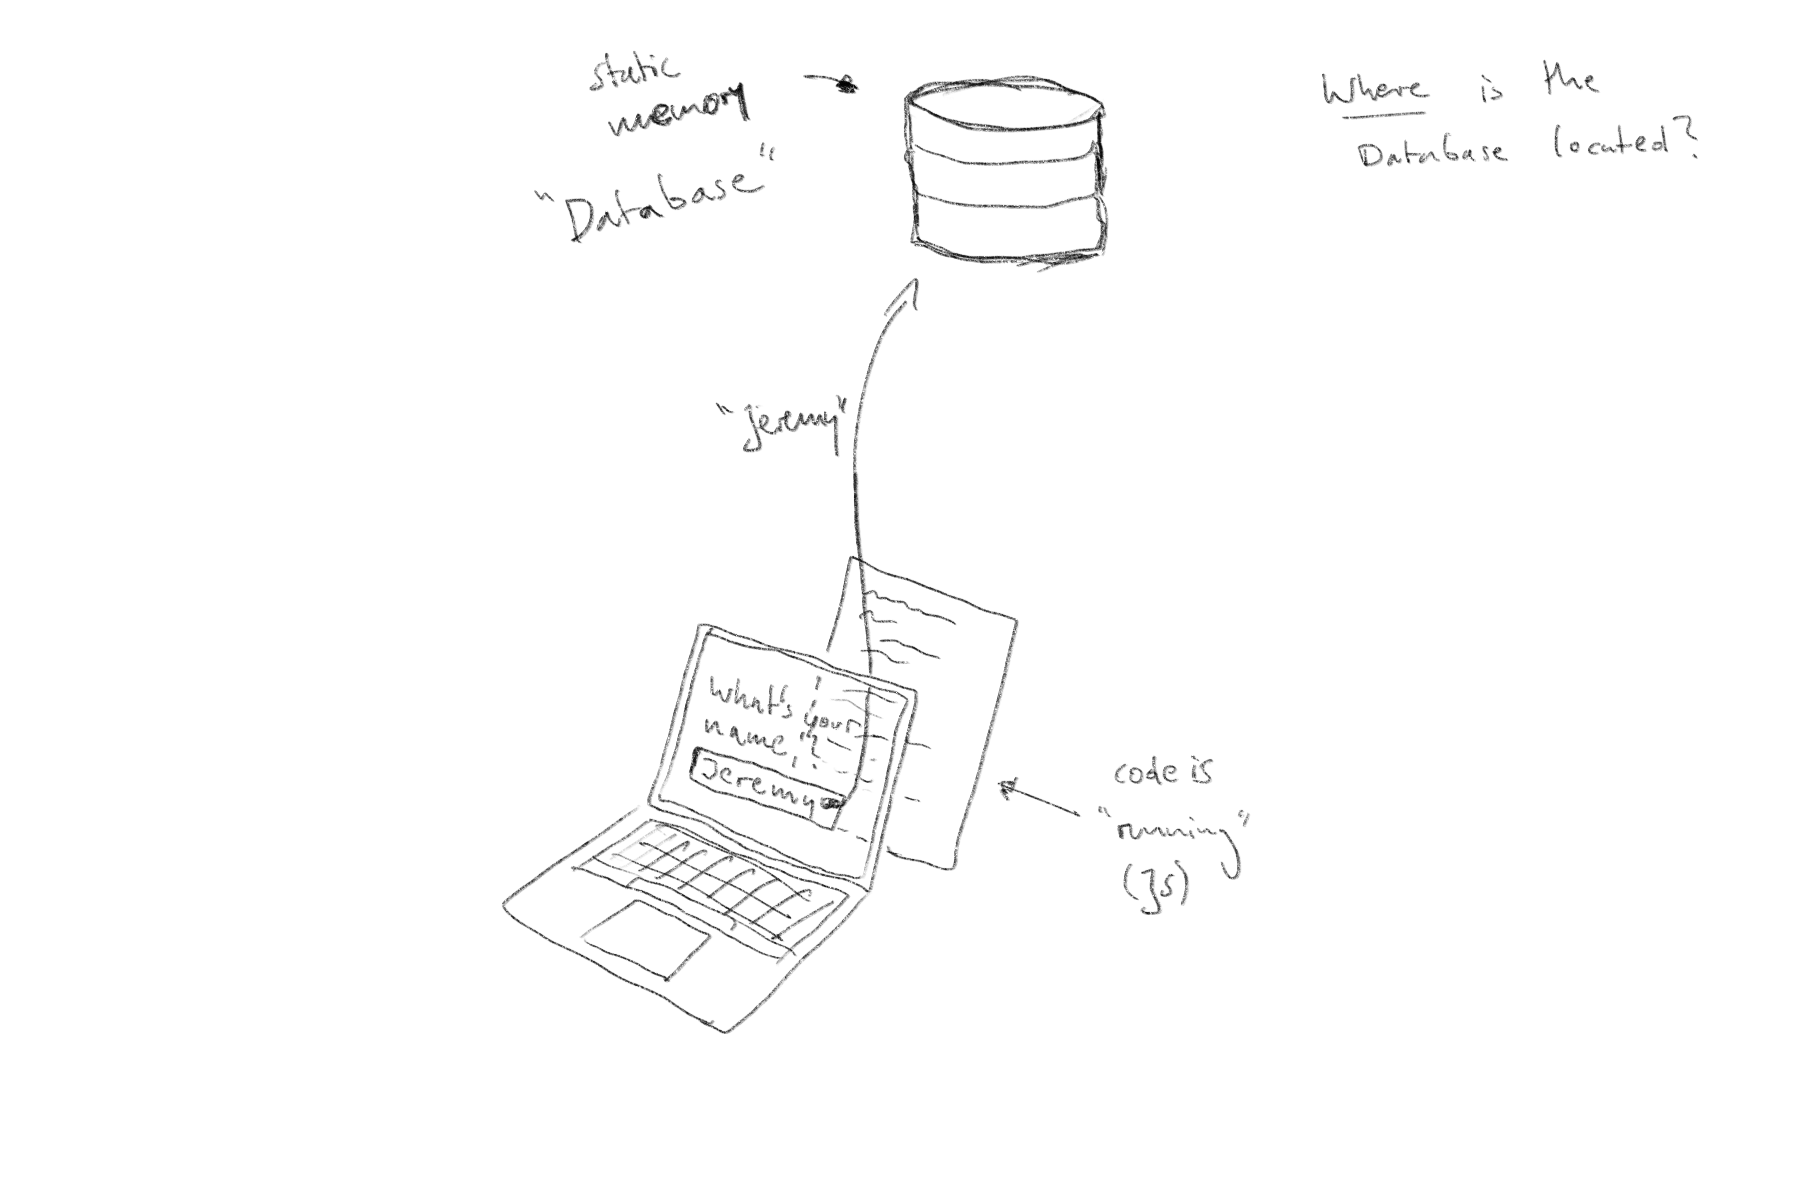 static
memory
"Database"
Where is the
Database located?
"Jeremy"
What's your
name?
Jeremy
code is
"running"
(JS)